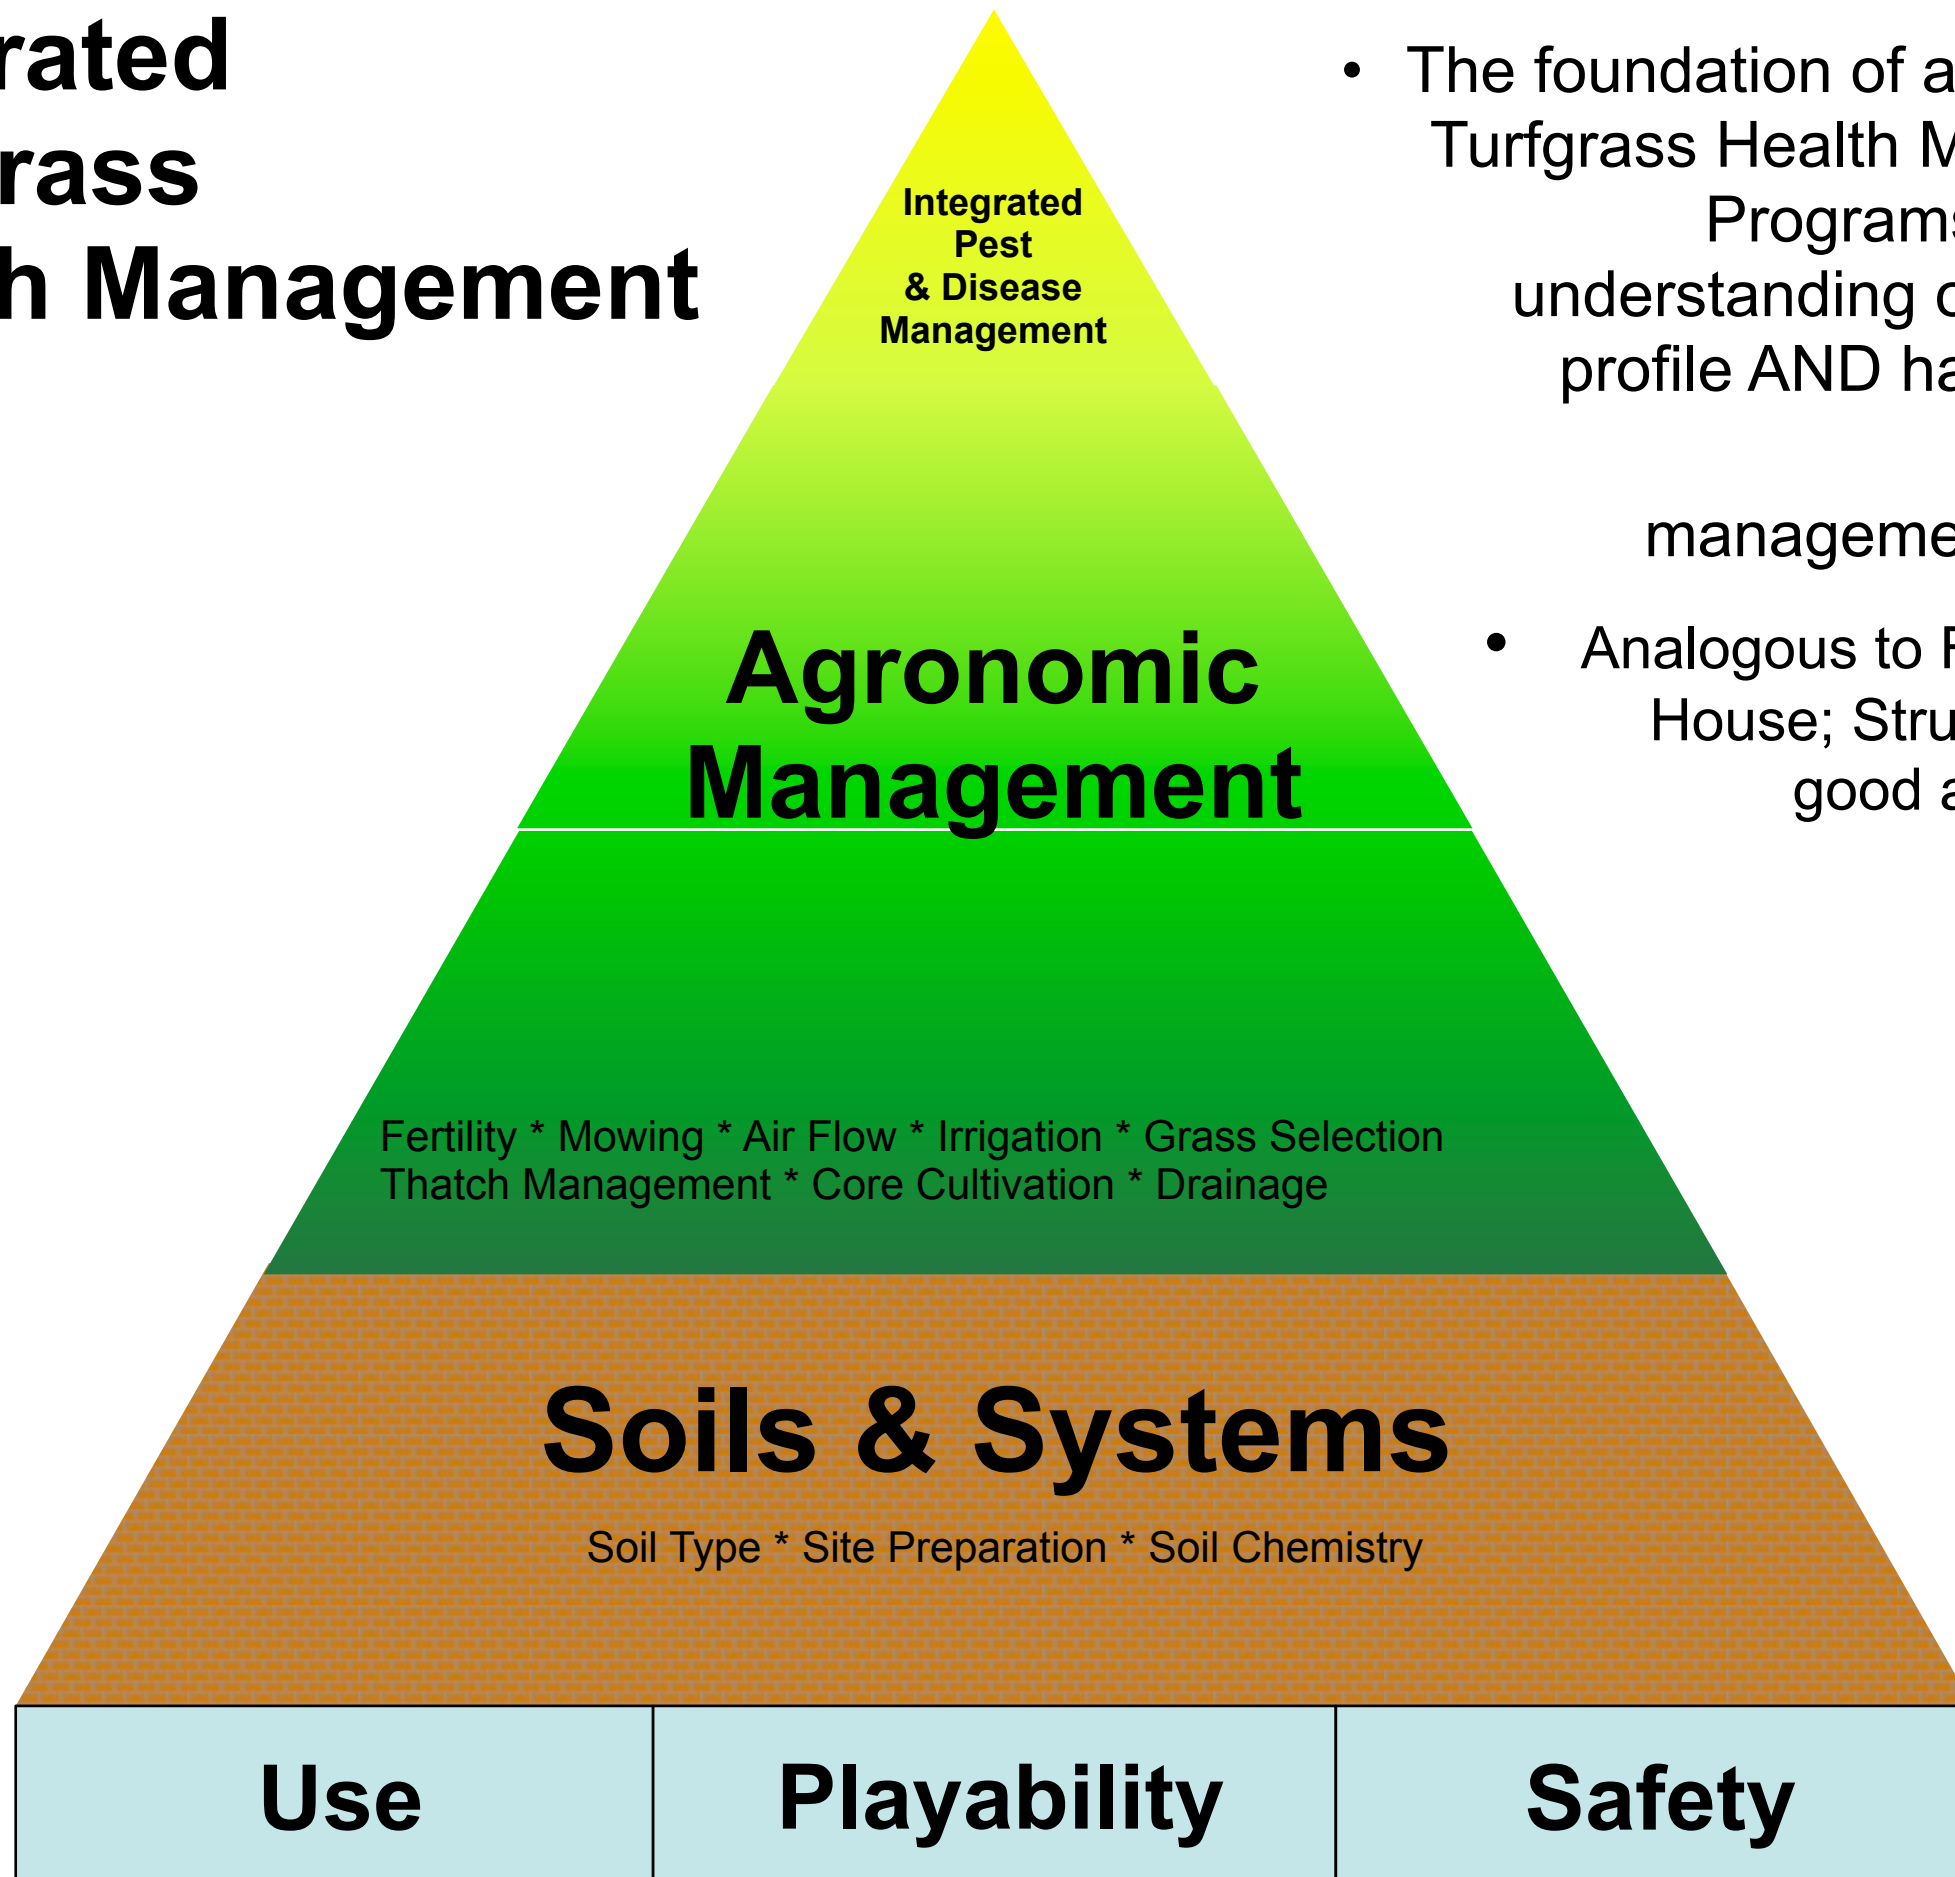 rated
rass
h Management
Integrated
Pest
& Disease
Management
• The foundation of a
Turfgrass Health
Programs
understanding
profile AND ha
manageme
• Analogous to
House; Stru
good a
Agronomic
Management
Fertility * Mowing * Air Flow * Irrigation * Grass Selection
Thatch Management * Core Cultivation * Drainage
Soils & Systems
Soil Type * Site Preparation * Soil Chemistry
Use
Playability
Safety